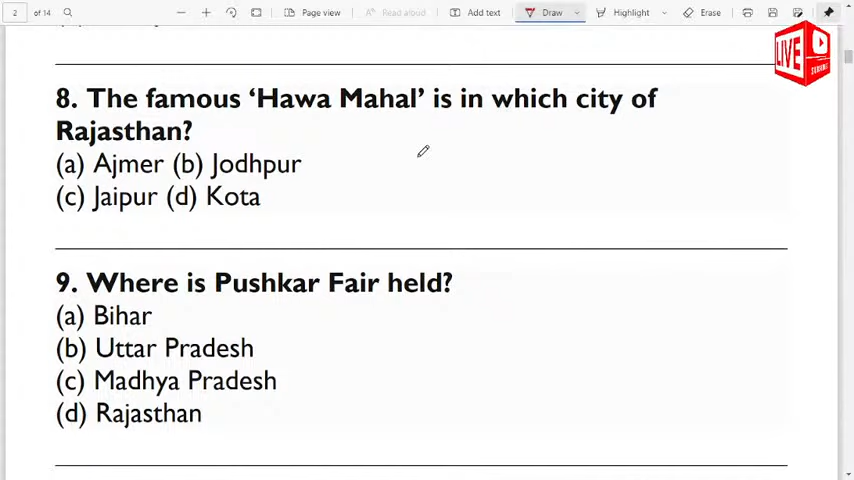 2 of 14 Page view Read aloud Add text Draw Highlight Erase
LIVE
8. The famous ‘Hawa Mahal’ is in which city of
Rajasthan?
(a) Ajmer (b) Jodhpur
(c) Jaipur (d) Kota
9. Where is Pushkar Fair held?
(a) Bihar
(b) Uttar Pradesh
(c) Madhya Pradesh
(d) Rajasthan